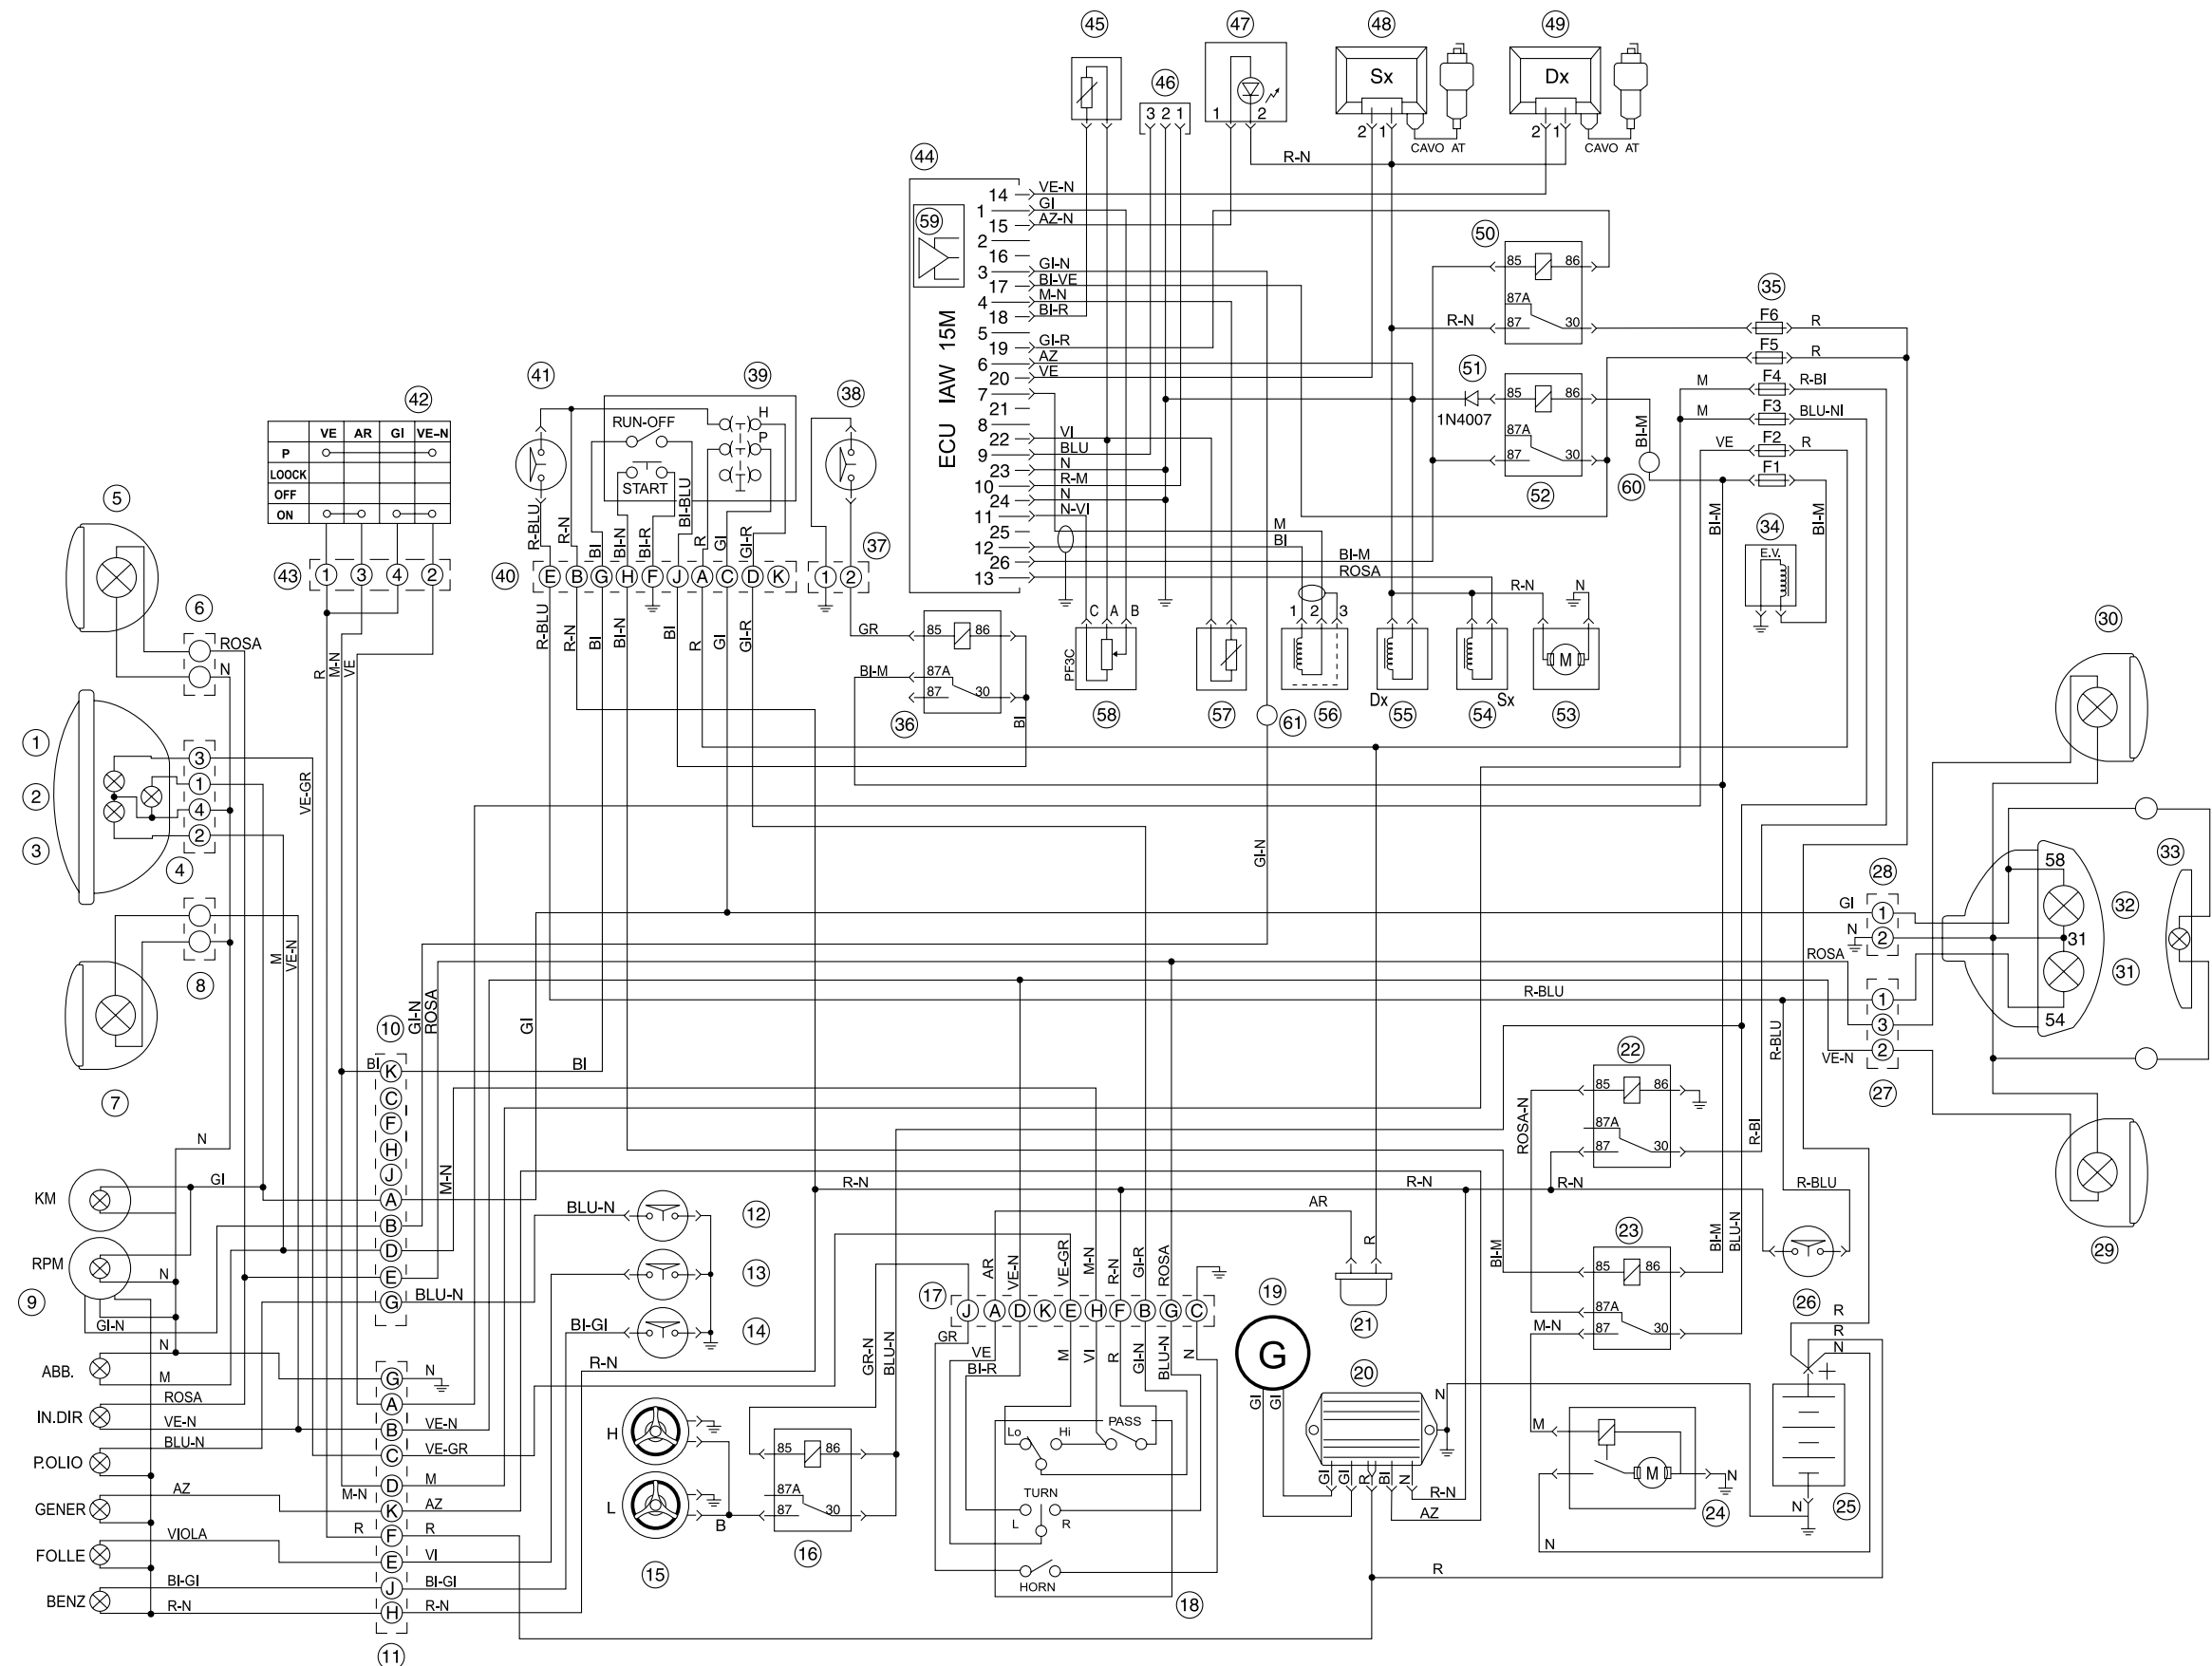 45
47
48
49
46
Sx
Dx
3 2 1
1 2
2 1
2 1
CAVO AT
CAVO AT
R-N
44
59
ECU IAW 15M
14 VE-N
1 GI
15 AZ-N
2
16
3 GI-N
17 BI-VE
4 M-N
18 BI-R
5
19 GI-R
6 AZ
20 VE
7
21
8
22 VI
9 BLU
23 N
10 R-M
24 N
11 N-VI
25
12
26
13
M
BI
BI-M
ROSA
50
85 86
87A
87 30
R-N
35
F6 R
F5 R
M F4 R-BI
M F3 BLU-NI
VE F2 R
F1
51
1N4007
85 86
87A
87 30
52
BI-M
60
BI-M
BI-M
34
E.V.
41
39
38
RUN-OFF
START
H
P
R-BLU
R-N
BI
BI-N
BI-R
BI-BLU
R
GI
GI-R
40
E B G H F J A C D K
37
1 2
R-BLU
R-N
BI
BI-N
BI
R
GI
GI-R
GR
85 86
BI-M
87A
87 30
36
BI
42
VE AR GI VE-N
P
LOOCK
OFF
ON
43
1 3 4 2
R
M-N
VE
5
6
ROSA
N
1
2
3
3
1
4
2
4
VE-GR
M
VE-N
8
7
C A B
PF3C
58
57
61
1 2 3
56
Dx
55
54
Sx
R-N
N
M
53
GI-N
30
28
GI 1
N 2
58
32
31
31
54
33
ROSA
R-BLU
1
3
2
VE-N
27
29
10
GI-N
ROSA
GI
BI K
BI
C
F
H
J
A
B
D
E
G BLU-N
M-N
N
KM
GI
RPM
N
9
GI-N
N
ABB.
M
IN.DIR
ROSA
VE-N
P.OLIO
BLU-N
GENER
AZ
FOLLE
VIOLA
BENZ
BI-GI
R-N
G N
A
B VE-N
C VE-GR
D M
M-N
K AZ
R F R
E VI
J BI-GI
H R-N
11
BLU-N
12
13
BI-GI
14
R-N
H
L
B
15
GR-N
BLU-N
85 86
87A
87 30
16
R-N
R-N
R-N
AR
AR
VE-N
VE-GR
M-N
R-N
GI-R
ROSA
17
J A D K E H F B G C
GR
VE
BI-R
M
VI
R
GI-N
BLU-N
N
PASS
Lo
Hi
TURN
L R
HORN
18
19
G
GI
GI
R
21
20
N
GI
GI
R
BI
N
R-N
AZ
R
22
85 86
87A
87 30
ROSA-N
R-BI
23
85 86
87A
87 30
BI-M
M-N
BI-M
BLU-N
R-BLU
R-BLU
26
R
R
N
+
N
25
M
M
N
24
N